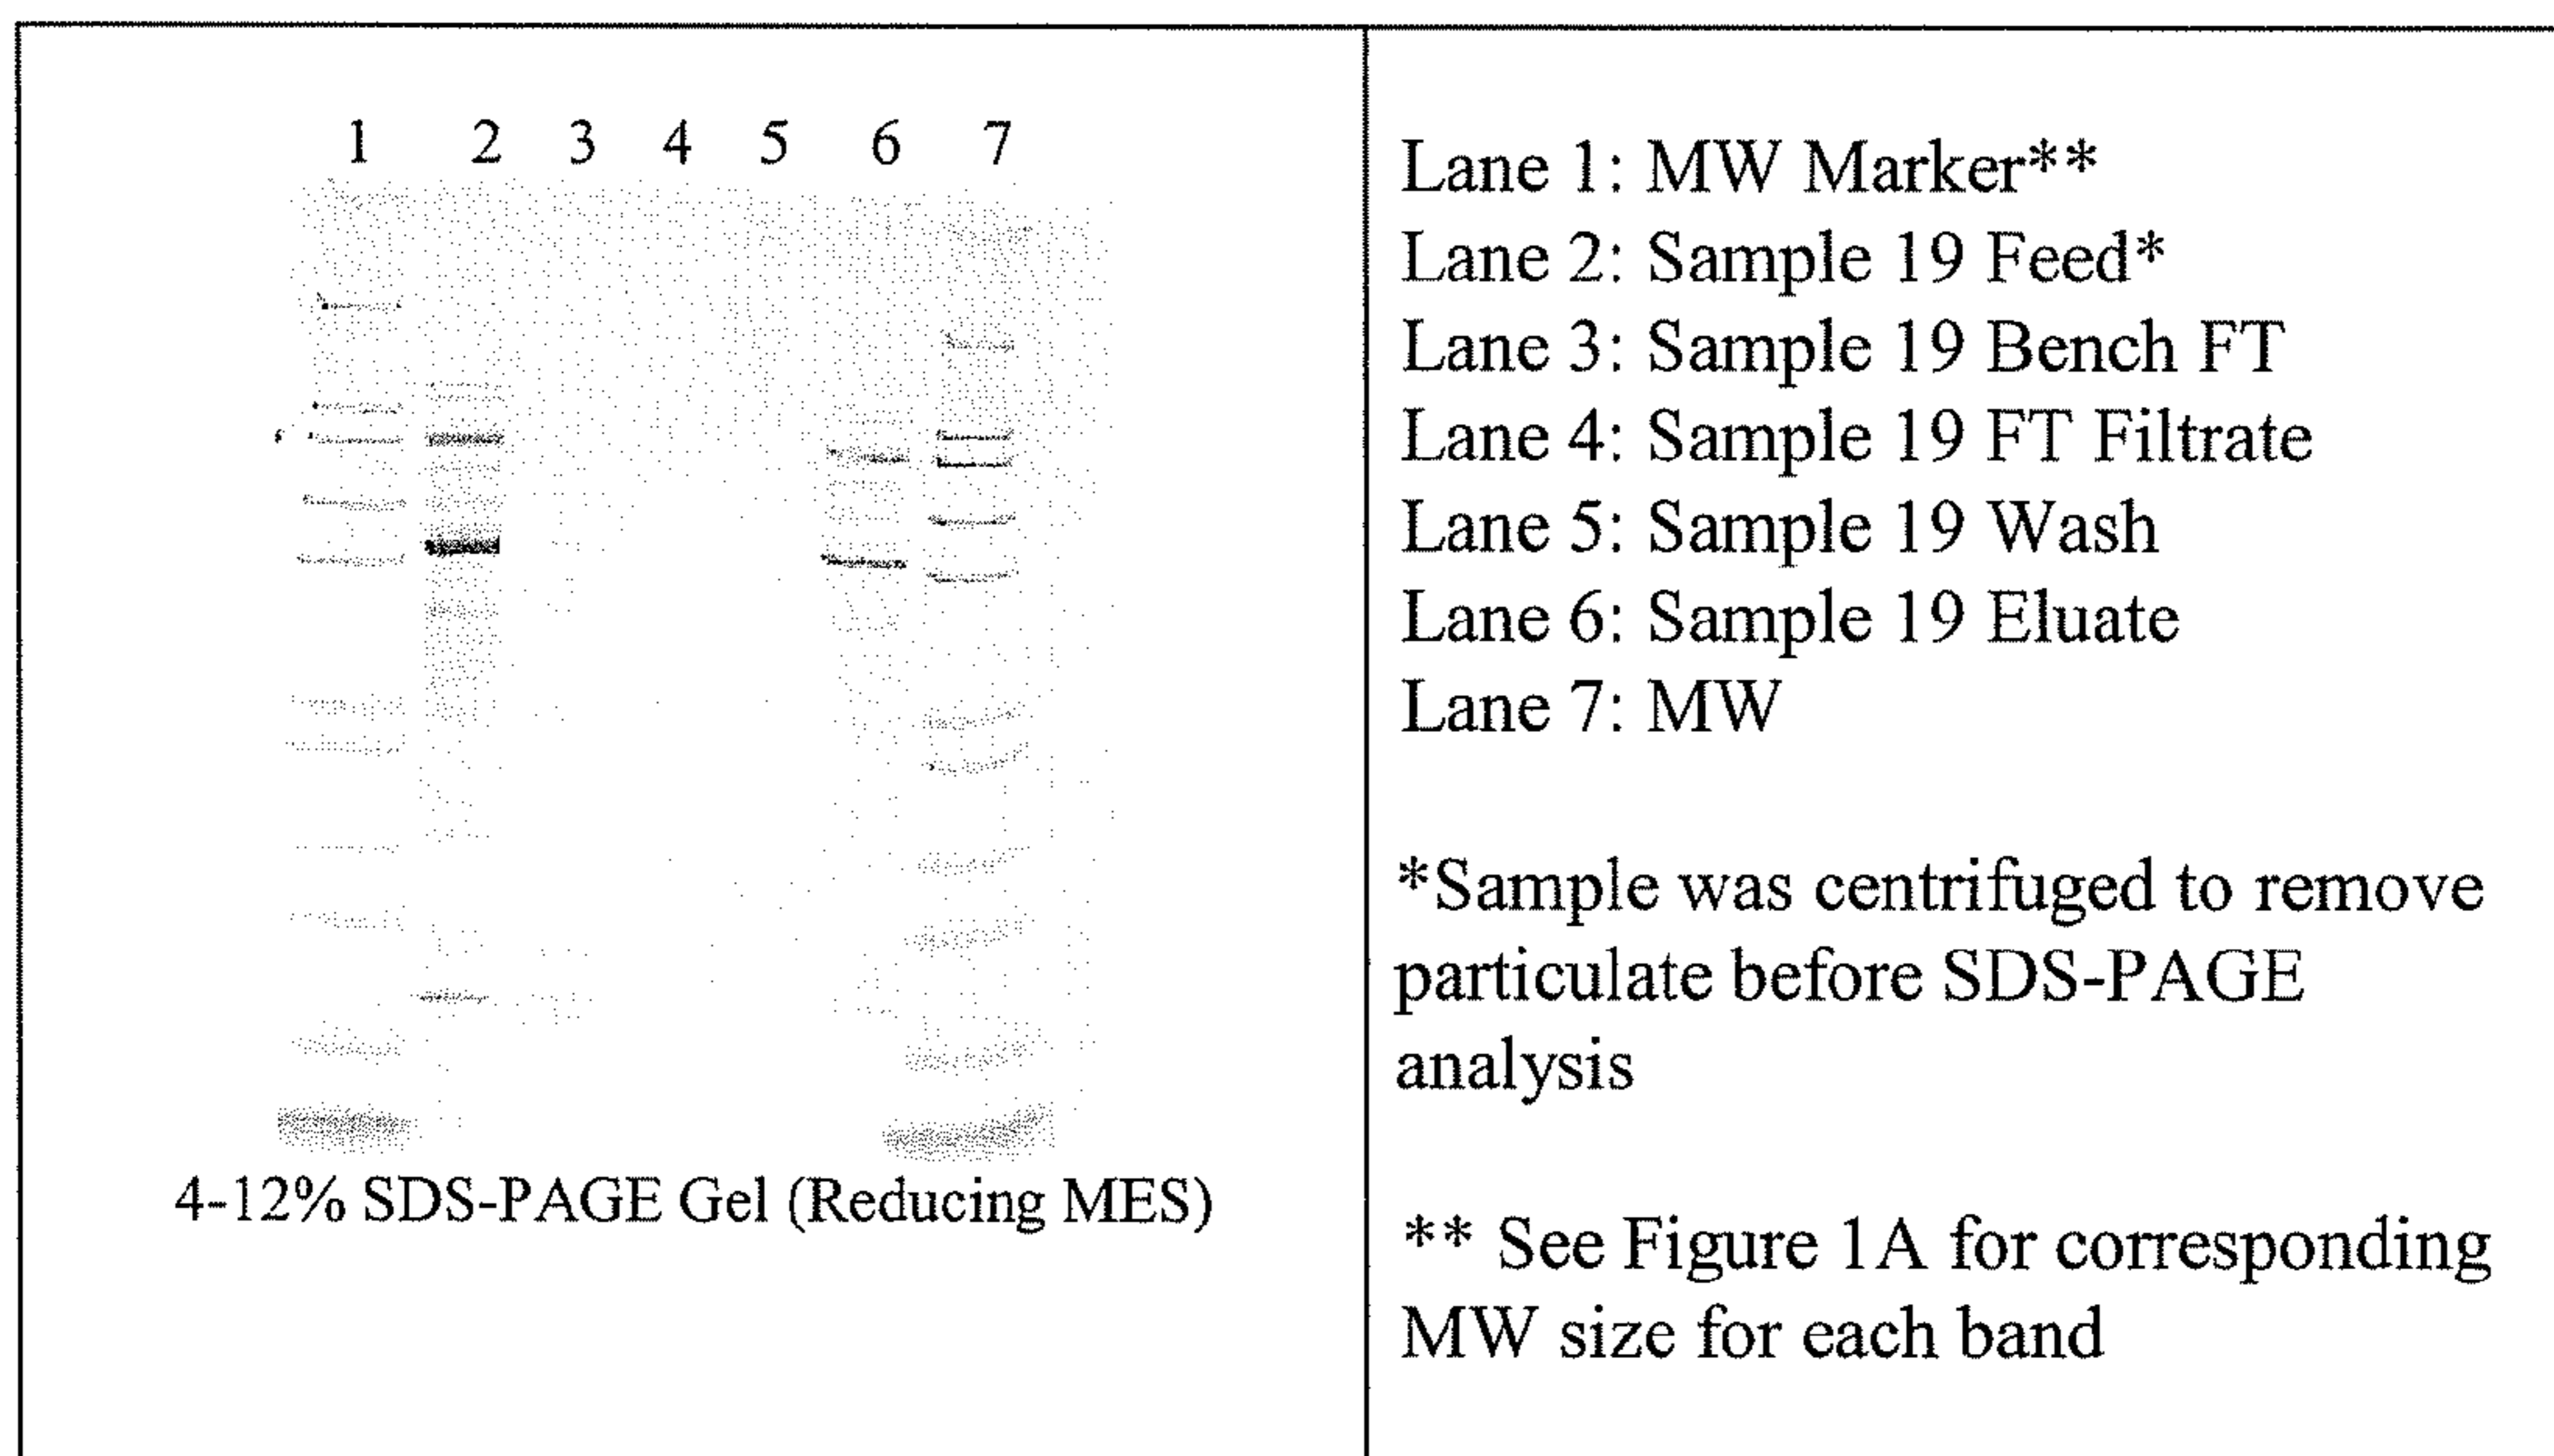 1 2 3 4 5 6 7
4-12% SDS-PAGE Gel (Reducing MES)
Lane 1: MW Marker**
Lane 2: Sample 19 Feed*
Lane 3: Sample 19 Bench FT
Lane 4: Sample 19 FT Filtrate
Lane 5: Sample 19 Wash
Lane 6: Sample 19 Eluate
Lane 7: MW
*Sample was centrifuged to remove
particulate before SDS-PAGE
analysis
** See Figure 1A for corresponding
MW size for each band